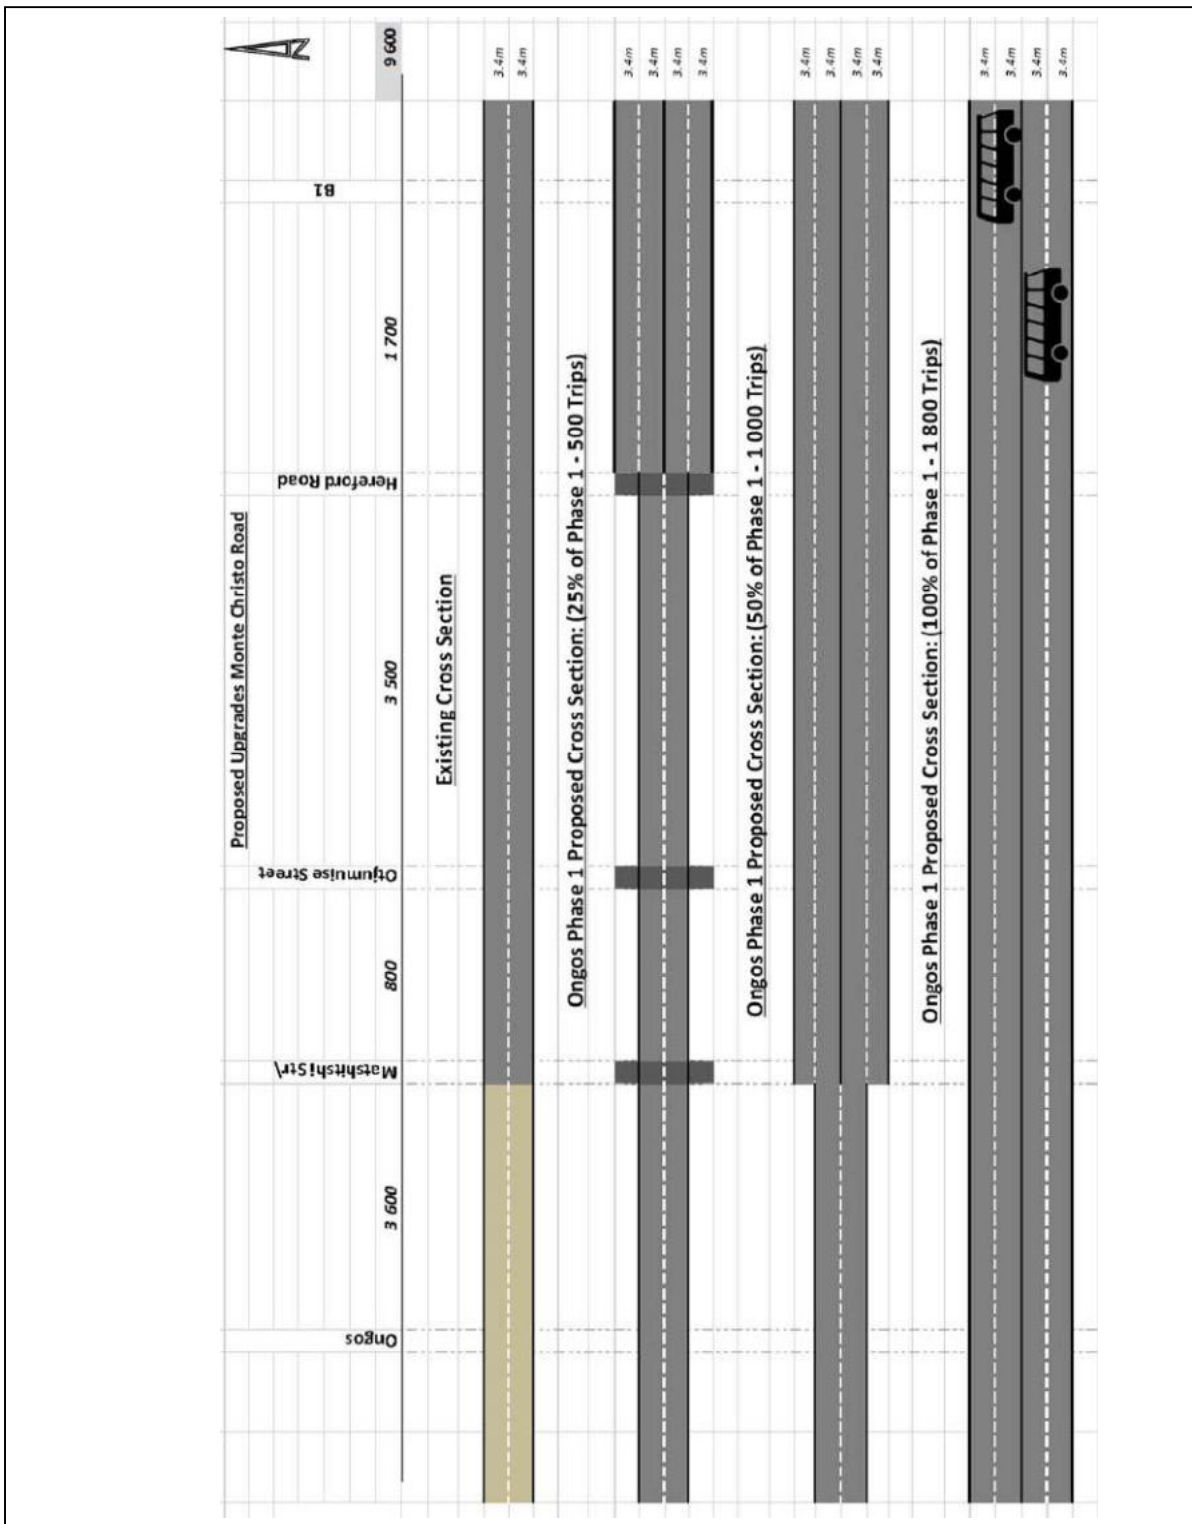 Proposed Upgrades Monte Christo Road
N
Ongos
Matshitshi Str\
Otjumuise Street
Hereford Road
B1
3 600
800
3 500
1 700
9 600
Existing Cross Section
3.4m
3.4m
Ongos Phase 1 Proposed Cross Section: (25% of Phase 1 - 500 Trips)
3.4m
3.4m
3.4m
3.4m
Ongos Phase 1 Proposed Cross Section: (50% of Phase 1 - 1 000 Trips)
3.4m
3.4m
3.4m
3.4m
Ongos Phase 1 Proposed Cross Section: (100% of Phase 1 - 1 800 Trips)
3.4m
3.4m
3.4m
3.4m